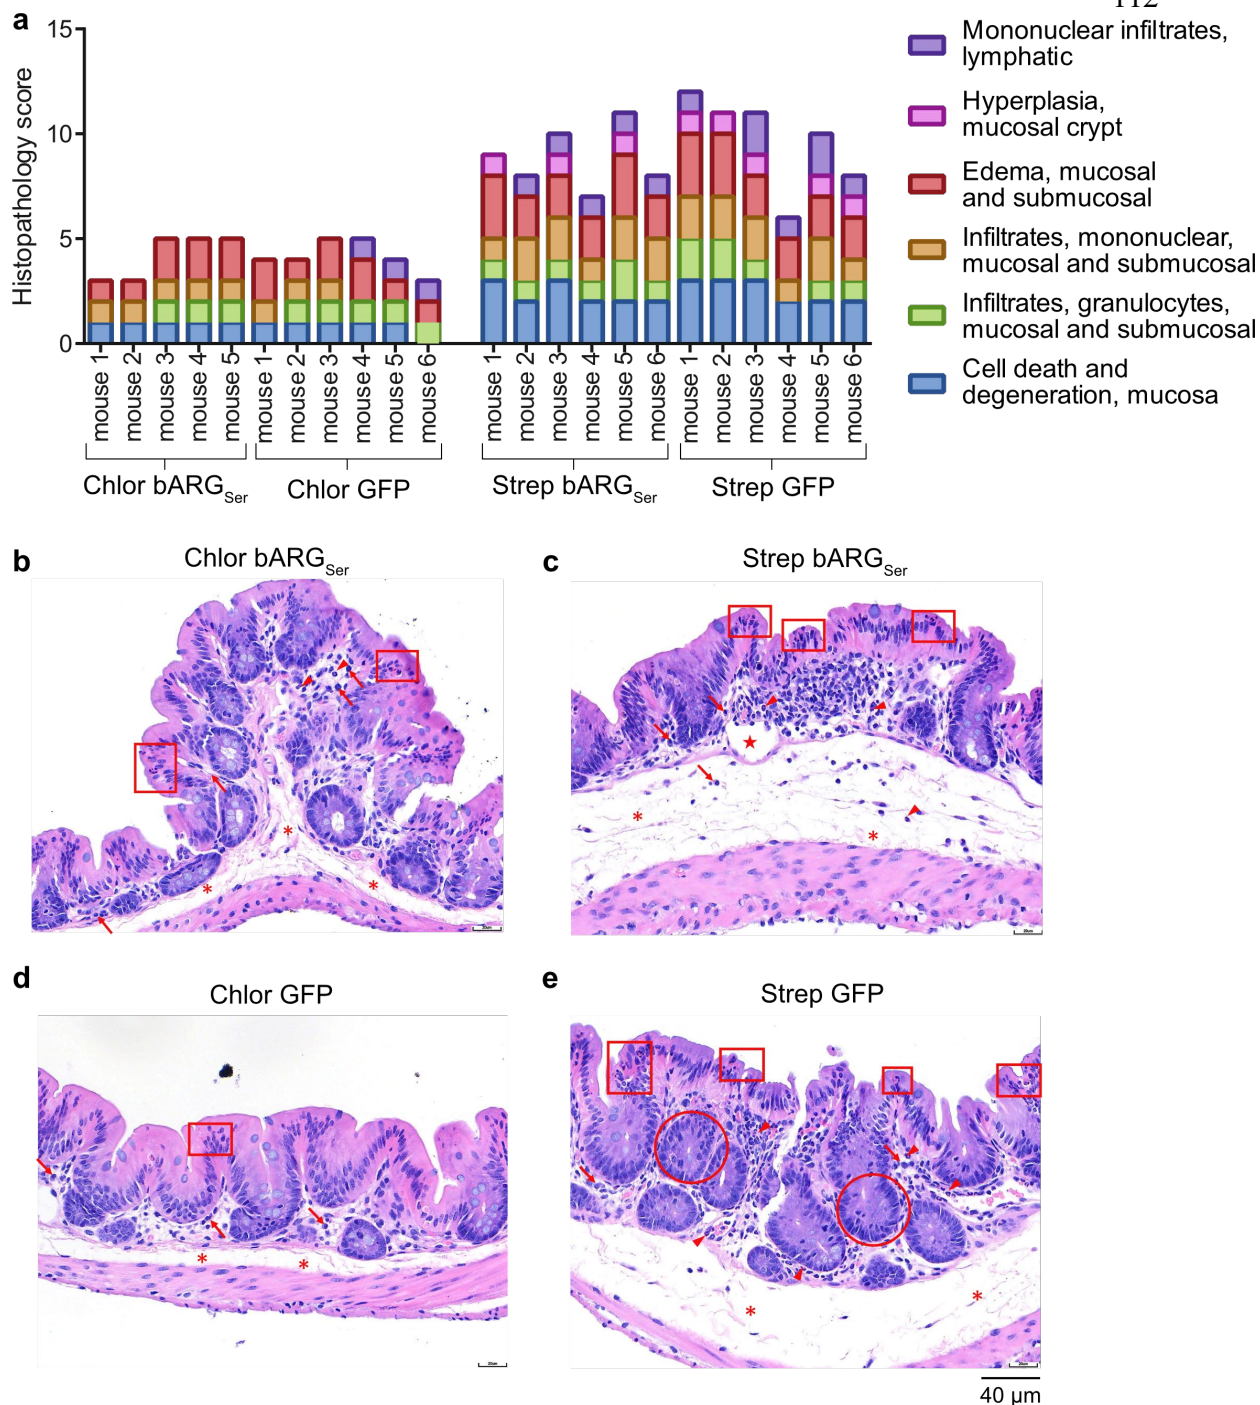 112
a
15
10
5
0
Histopathology score
mouse 1
mouse 2
mouse 3
mouse 4
mouse 5
mouse 1
mouse 2
mouse 3
mouse 4
mouse 5
mouse 6
mouse 1
mouse 2
mouse 3
mouse 4
mouse 5
mouse 6
mouse 1
mouse 2
mouse 3
mouse 4
mouse 5
mouse 6
Chlor bARGSer
Chlor GFP
Strep bARGSer
Strep GFP
Mononuclear infiltrates,
lymphatic
Hyperplasia,
mucosal crypt
Edema, mucosal
and submucosal
Infiltrates, mononuclear,
mucosal and submucosal
Infiltrates, granulocytes,
mucosal and submucosal
Cell death and
degeneration, mucosa
b
Chlor bARGSer
20um
c
Strep bARGSer
20um
d
Chlor GFP
20um
e
Strep GFP
20um
40 µm